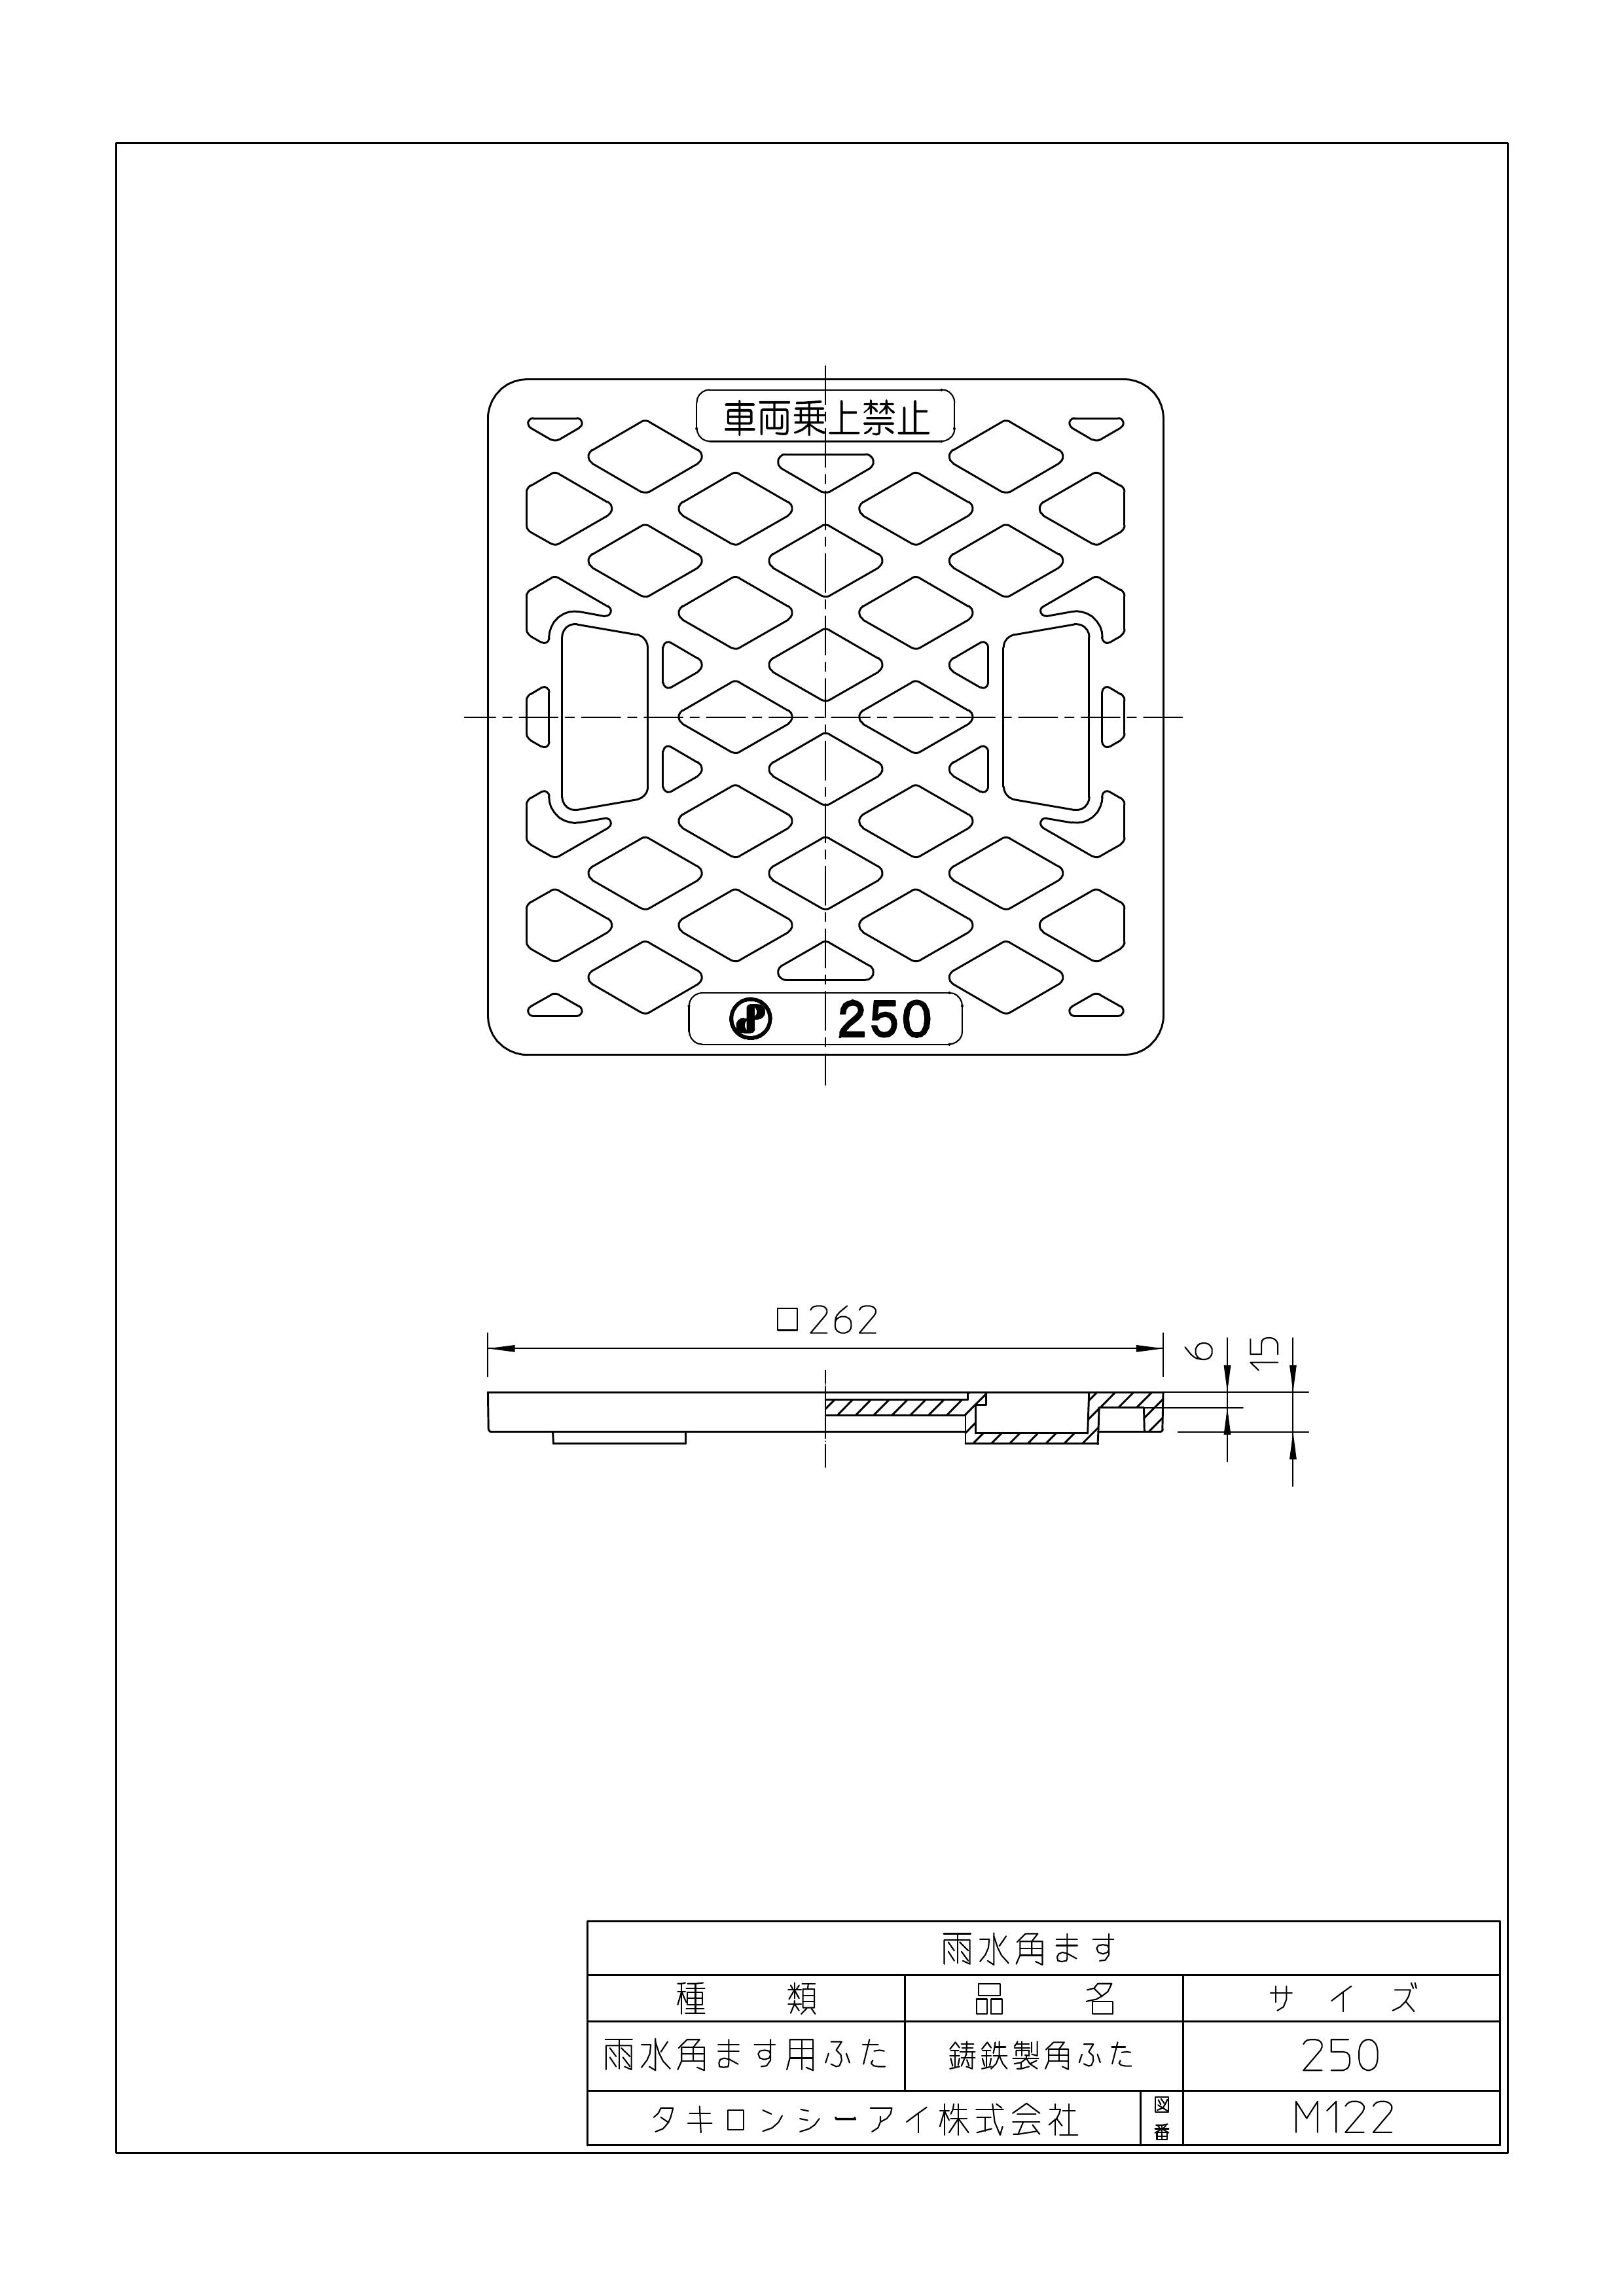 車両乗上禁止
JP 250
□262
6
15
雨水角ます
種 類 品 名 サ イ ズ
雨水角ます用ふた 鋳鉄製角ふた 250
タキロンシーアイ株式会社 図番 M122